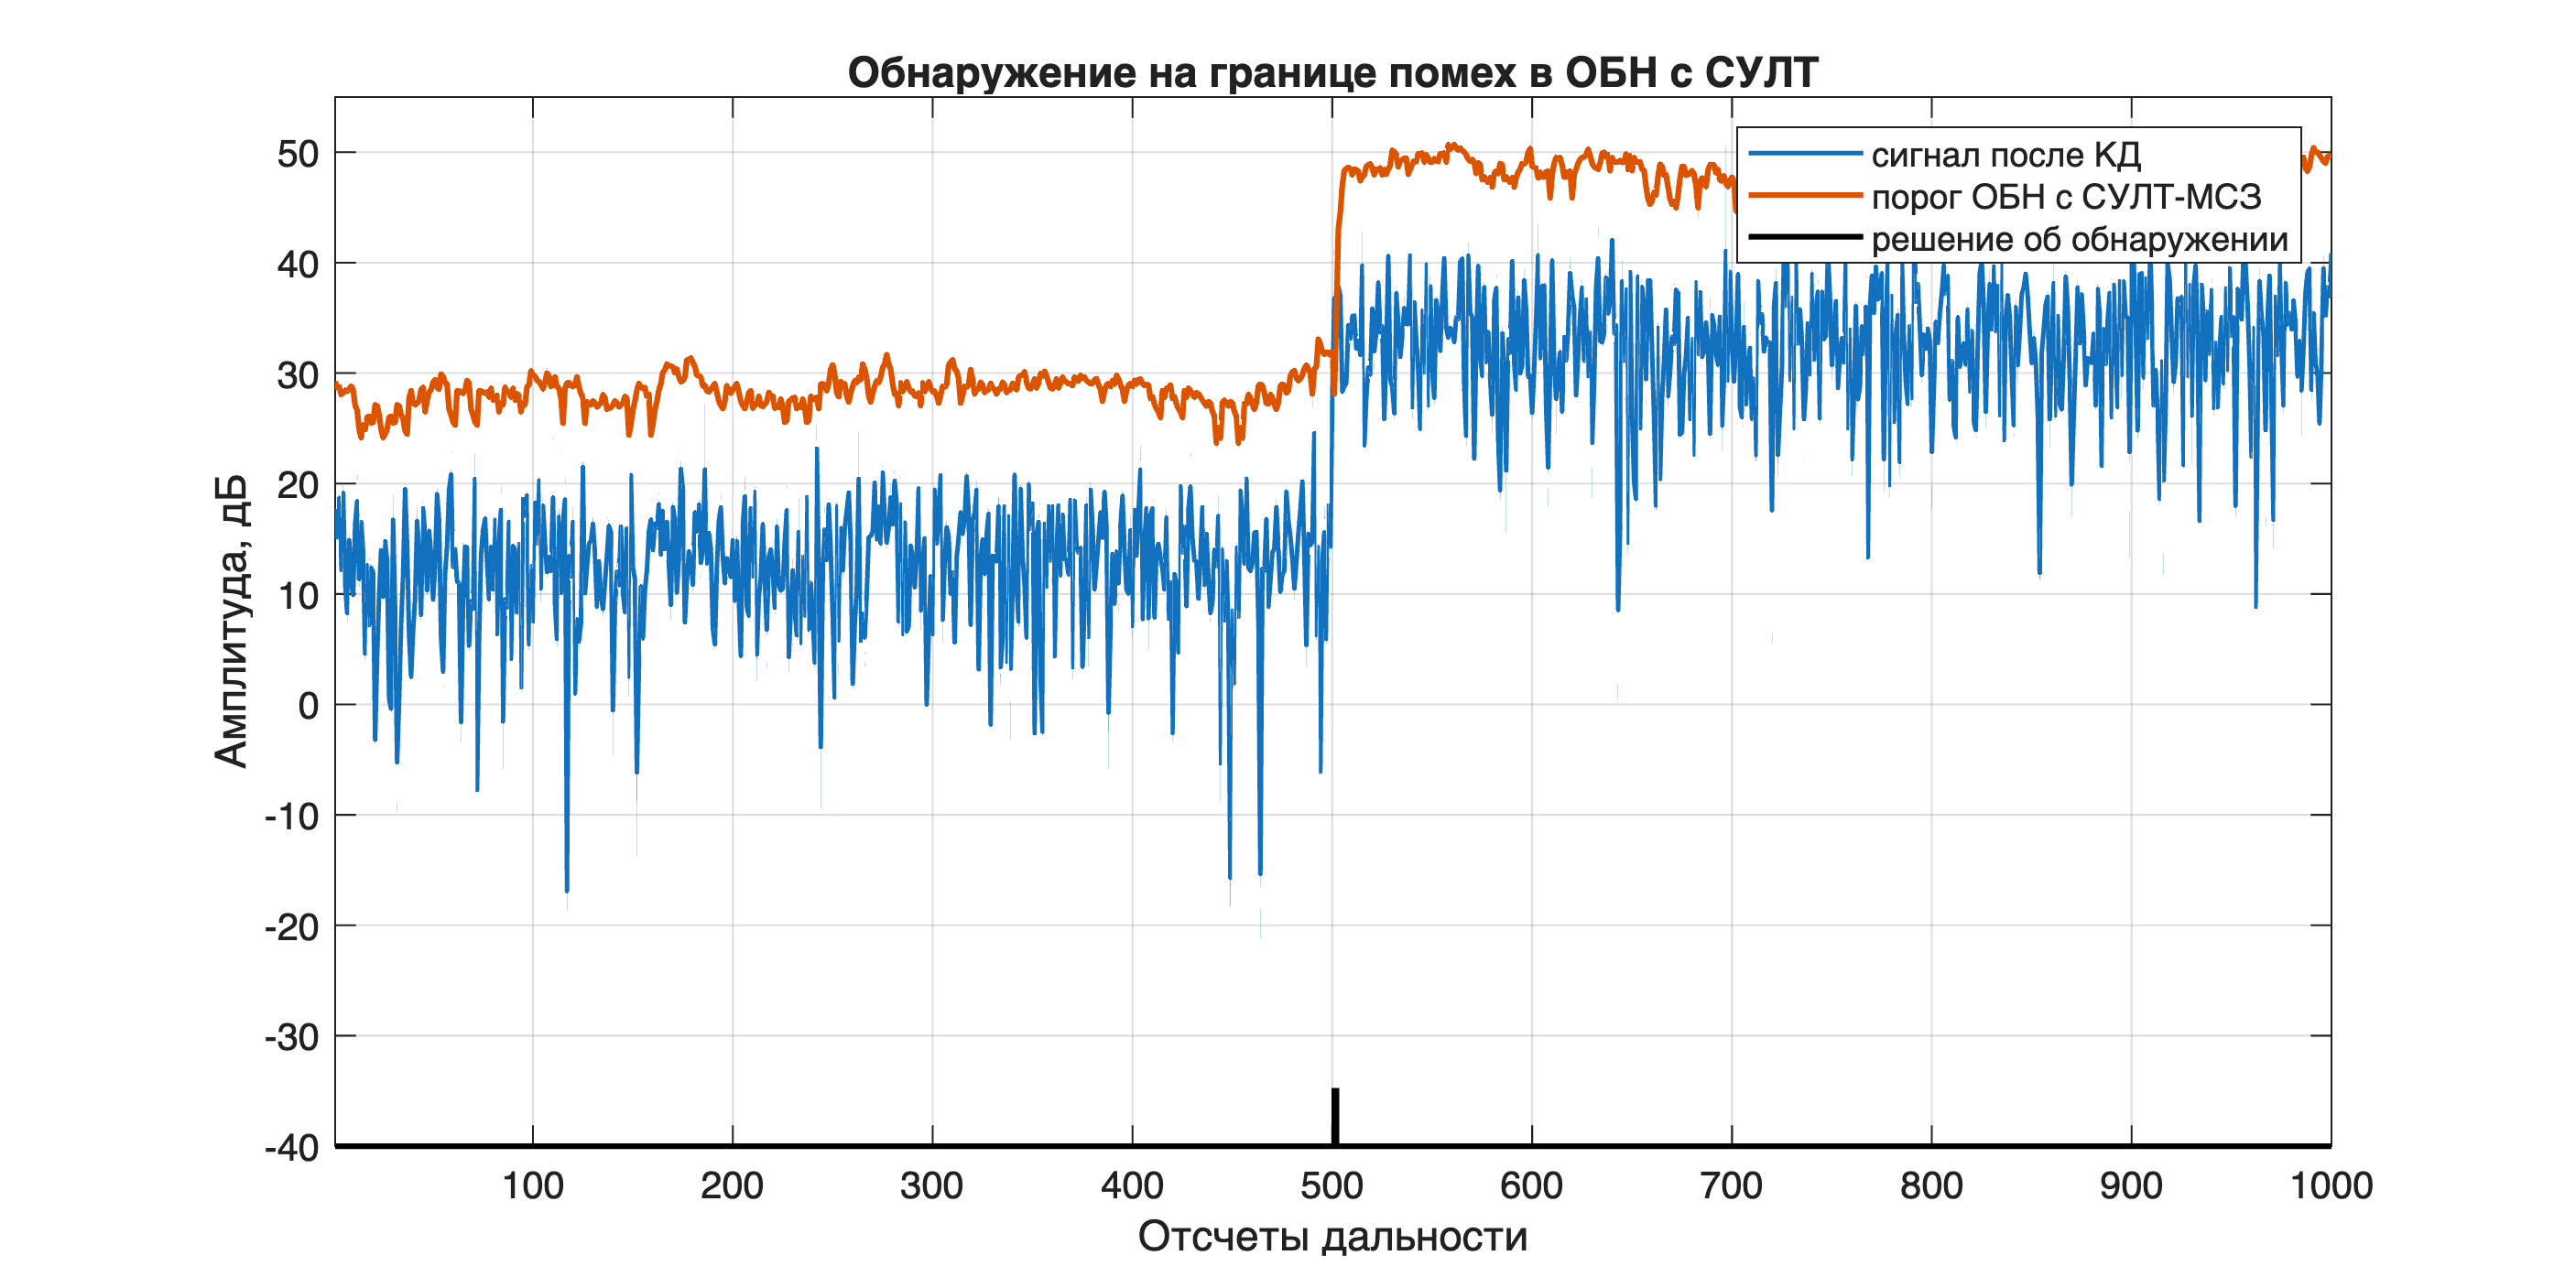 Обнаружение на границе помех в ОБН с СУЛТ
50
40
30
20
10
0
-10
-20
-30
-40
Амплитуда, дБ
сигнал после КД
порог ОБН с СУЛТ-МСЗ
решение об обнаружении
100 200 300 400 500 600 700 800 900 1000
Отсчеты дальности